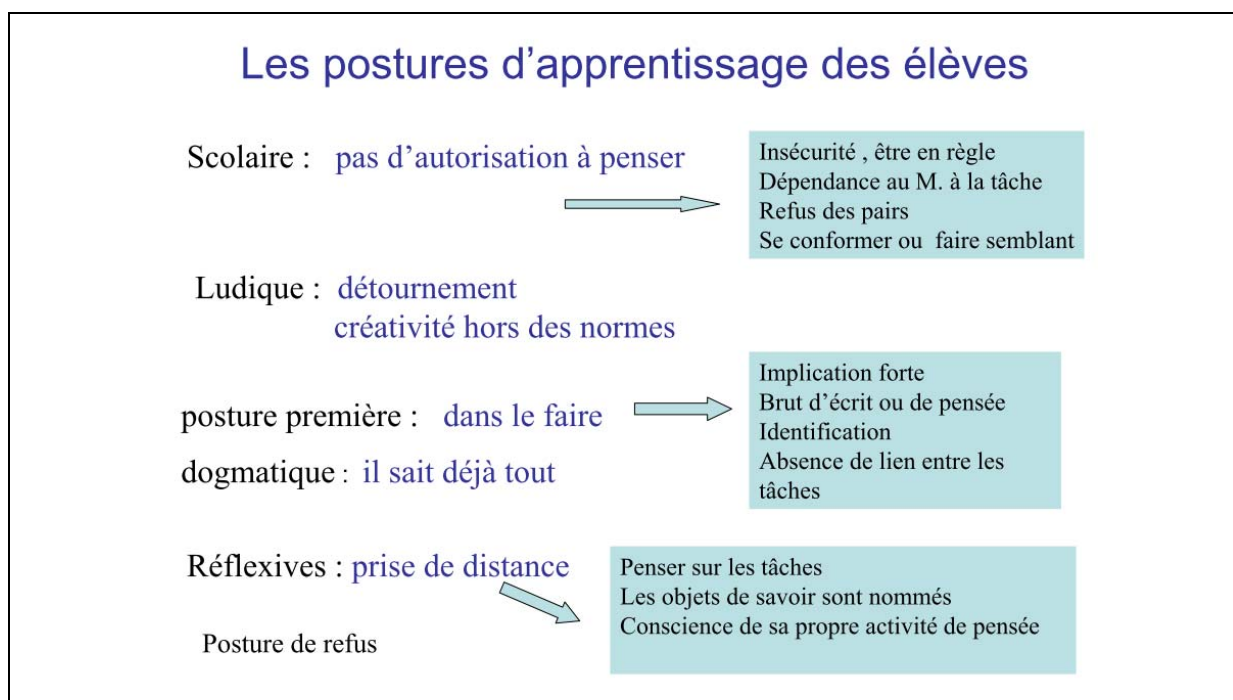 Les postures d'apprentissage des élèves
Scolaire : pas d'autorisation à penser
Insécurité , être en règle
Dépendance au M. à la tâche
Refus des pairs
Se conformer ou faire semblant
Ludique : détournement
créativité hors des normes
posture première : dans le faire
Implication forte
Brut d'écrit ou de pensée
Identification
Absence de lien entre les
tâches
dogmatique : il sait déjà tout
Réflexives : prise de distance
Penser sur les tâches
Les objets de savoir sont nommés
Conscience de sa propre activité de pensée
Posture de refus